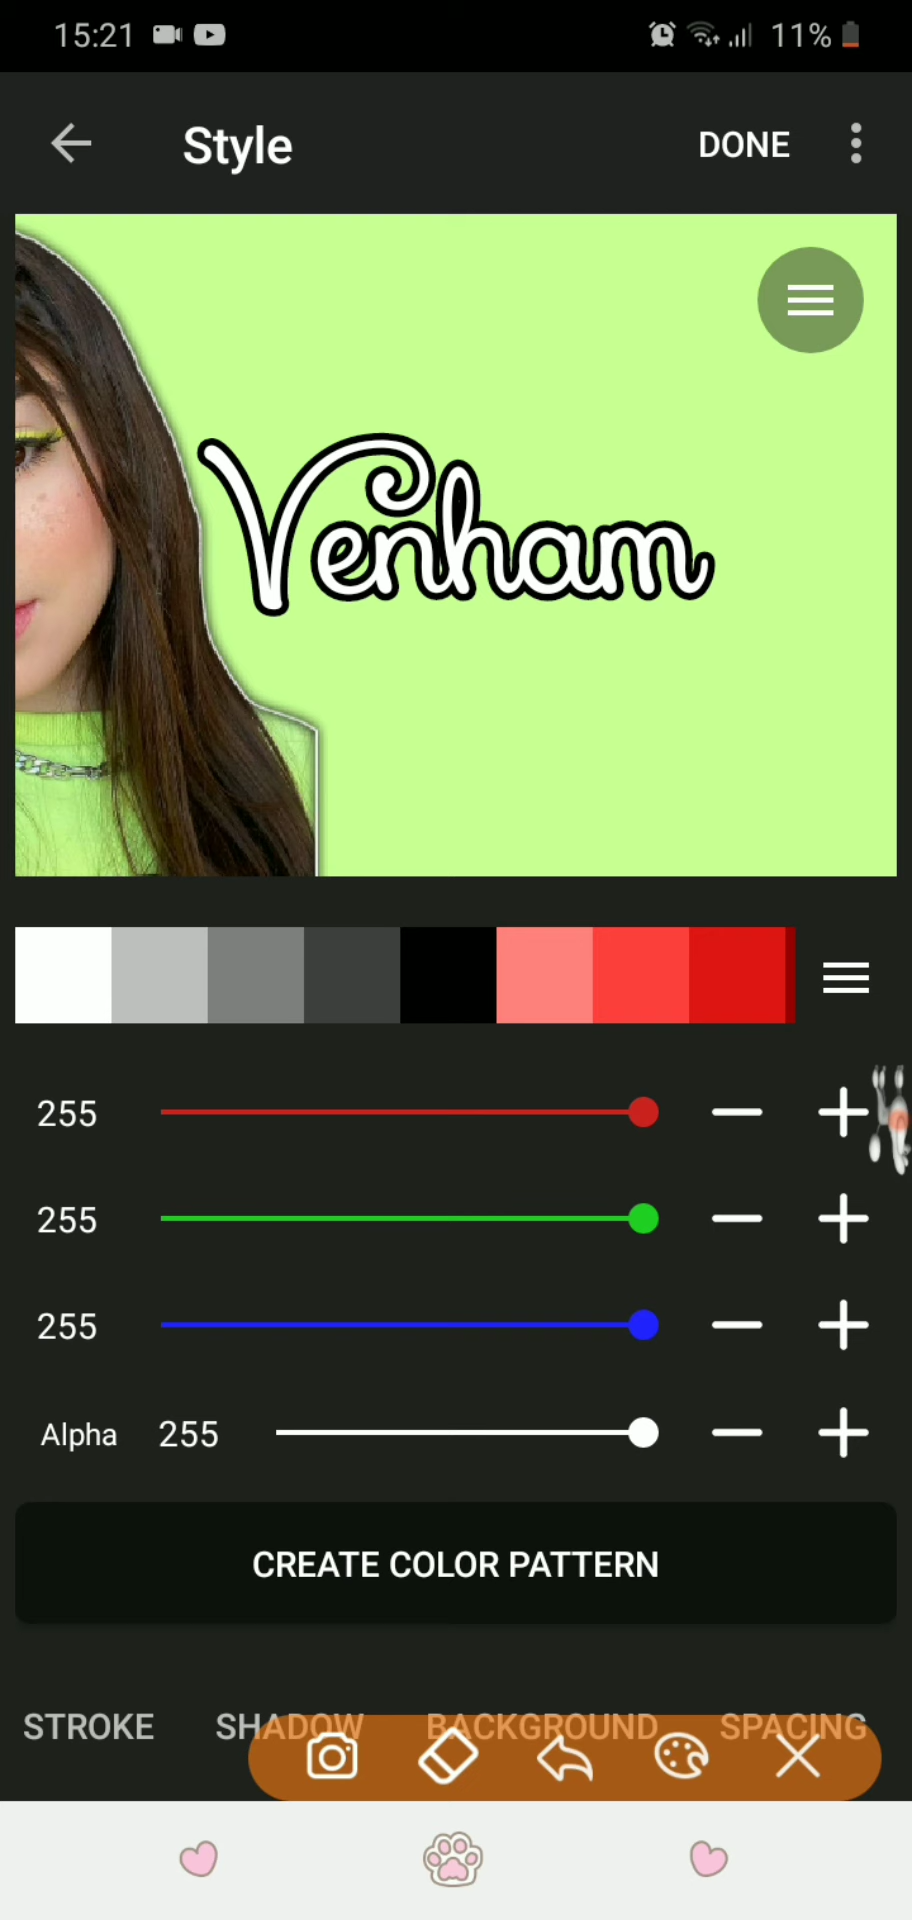 15:21 11%
Style DONE
Venham
255
255
255
Alpha 255
CREATE COLOR PATTERN
STROKE SHADOW BACKGROUND SPACING